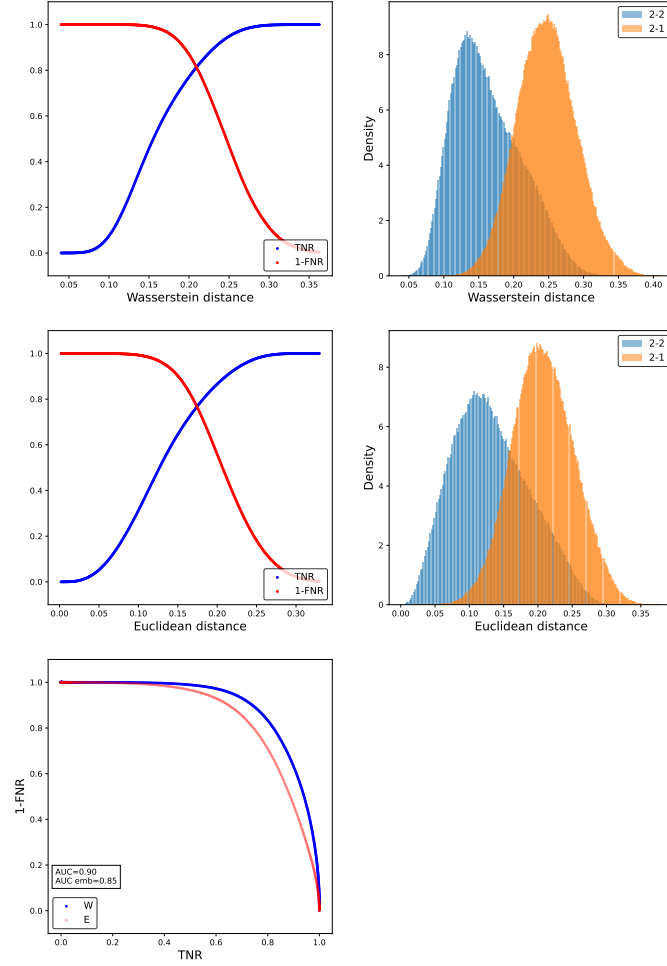 1.0
0.8
0.6
0.4
0.2
0.0
0.05 0.10 0.15 0.20 0.25 0.30 0.35
Wasserstein distance
TNR
1-FNR
8
6
4
2
0
Density
0.05 0.10 0.15 0.20 0.25 0.30 0.35 0.40
Wasserstein distance
2-2
2-1
1.0
0.8
0.6
0.4
0.2
0.0
0.00 0.05 0.10 0.15 0.20 0.25 0.30
Euclidean distance
TNR
1-FNR
8
6
4
2
0
Density
0.00 0.05 0.10 0.15 0.20 0.25 0.30 0.35
Euclidean distance
2-2
2-1
1.0
0.8
0.6
0.4
0.2
0.0
1-FNR
AUC=0.90
AUC emb=0.85
W
E
0.0 0.2 0.4 0.6 0.8 1.0
TNR